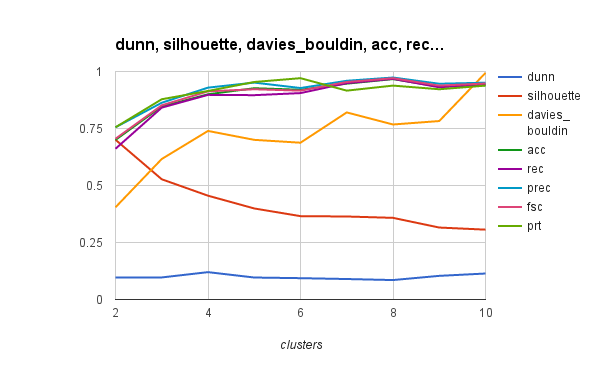 dunn, silhouette, davies_bouldin, acc, rec…
1
0.75
0.5
0.25
0
2
4
6
8
10
clusters
dunn
silhouette
davies_
bouldin
acc
rec
prec
fsc
prt